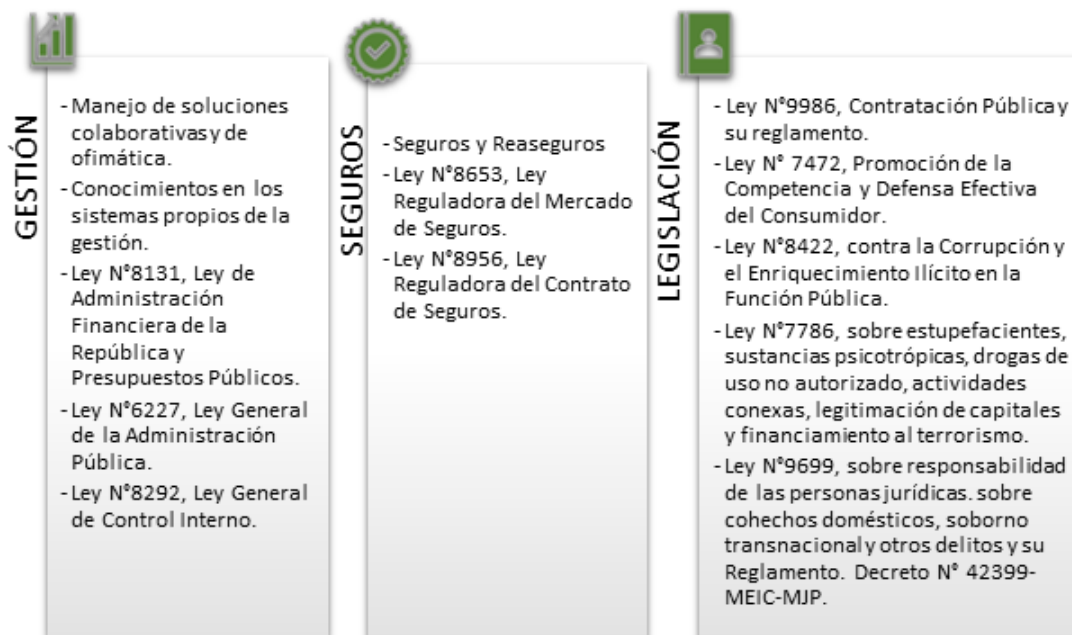 GESTIÓN
- Manejo de soluciones
colaborativas y de
ofimática.
- Conocimientos en los
sistemas propios de la
gestión.
- Ley N°8131, Ley de
Administración
Financiera de la
República y
Presupuestos Públicos.
- Ley N°6227, Ley General
de la Administración
Pública.
- Ley N°8292, Ley General
de Control Interno.
SEGUROS
- Seguros y Reaseguros
- Ley N°8653, Ley
Reguladora del Mercado
de Seguros.
- Ley N°8956, Ley
Reguladora del Contrato
de Seguros.
LEGISLACIÓN
- Ley N°9986, Contratación Pública y
su reglamento.
- Ley N° 7472, Promoción de la
Competencia y Defensa Efectiva
del Consumidor.
- Ley N°8422, contra la Corrupción y
el Enriquecimiento Ilícito en la
Función Pública.
- Ley N°7786, sobre estupefacientes,
sustancias psicotrópicas, drogas de
uso no autorizado, actividades
conexas, legitimación de capitales
y financiamiento al terrorismo.
- Ley N°9699, sobre responsabilidad
de las personas jurídicas. sobre
cohechos domésticos, soborno
transnacional y otros delitos y su
Reglamento. Decreto N° 42399-
MEIC-MJP.